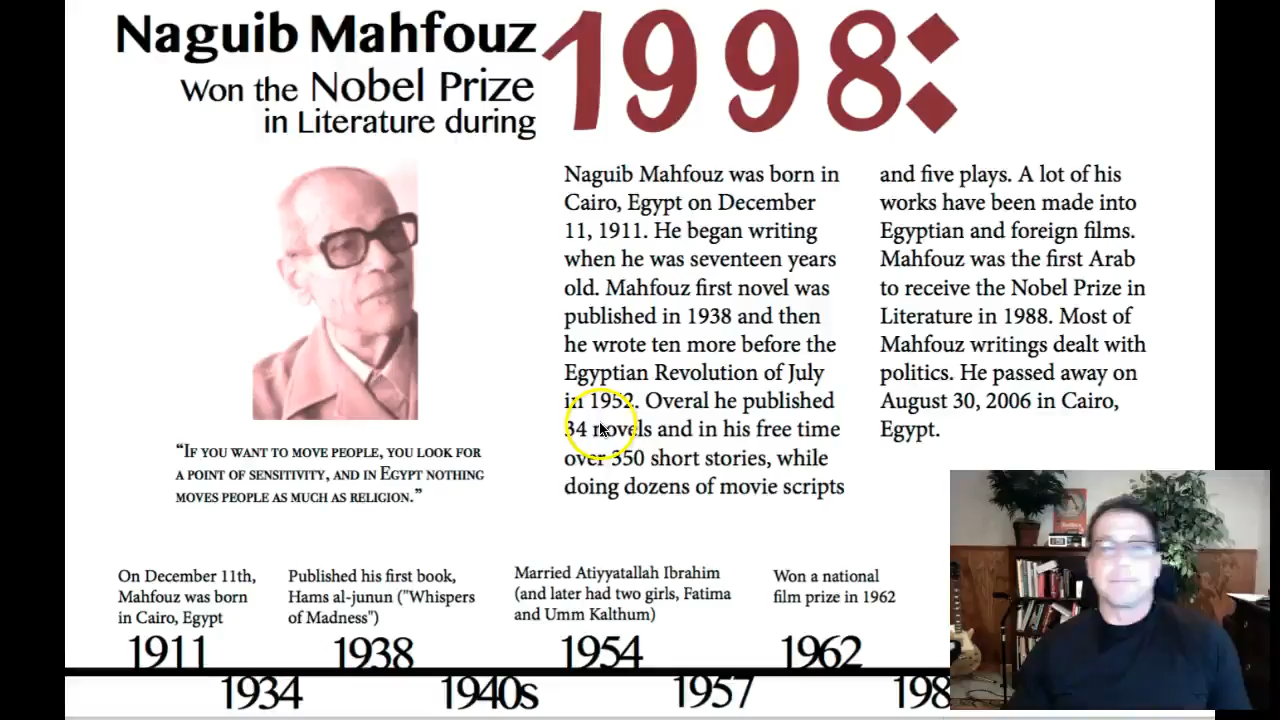 Naguib Mahfouz
Won the Nobel Prize
in Literature during
1998:
Naguib Mahfouz was born in
Cairo, Egypt on December
11, 1911. He began writing
when he was seventeen years
old. Mahfouz first novel was
published in 1938 and then
he wrote ten more before the
Egyptian Revolution of July
in 1952. Overal he published
34 novels and in his free time
over 350 short stories, while
doing dozens of movie scripts
and five plays. A lot of his
works have been made into
Egyptian and foreign films.
Mahfouz was the first Arab
to receive the Nobel Prize in
Literature in 1988. Most of
Mahfouz writings dealt with
politics. He passed away on
August 30, 2006 in Cairo,
Egypt.
“If you want to move people, you look for
a point of sensitivity, and in Egypt nothing
moves people as much as religion.”
On December 11th,
Mahfouz was born
in Cairo, Egypt
1911
Published his first book,
Hams al-junun ("Whispers
of Madness")
1938
Married Atiyyatallah Ibrahim
(and later had two girls, Fatima
and Umm Kalthum)
1954
Won a national
film prize in 1962
1962
1934
1940s
1957
198